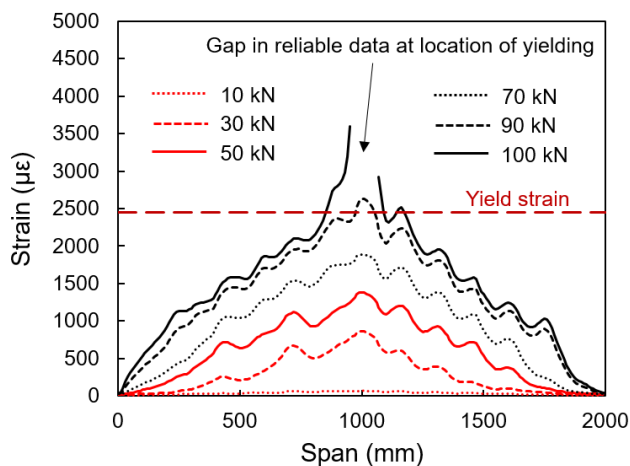 5000
4500
4000
3500
3000
2500
2000
1500
1000
500
0
Strain (με)
Gap in reliable data at location of yielding
10 kN
30 kN
50 kN
70 kN
90 kN
100 kN
Yield strain
0 500 1000 1500 2000
Span (mm)